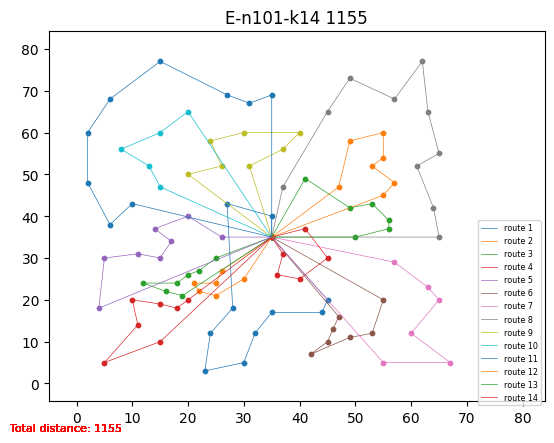 E-n101-k14 1155
80
70
60
50
40
30
20
10
0
0 10 20 30 40 50 60 70 80
route 1
route 2
route 3
route 4
route 5
route 6
route 7
route 8
route 9
route 10
route 11
route 12
route 13
route 14
Total distance: 1155